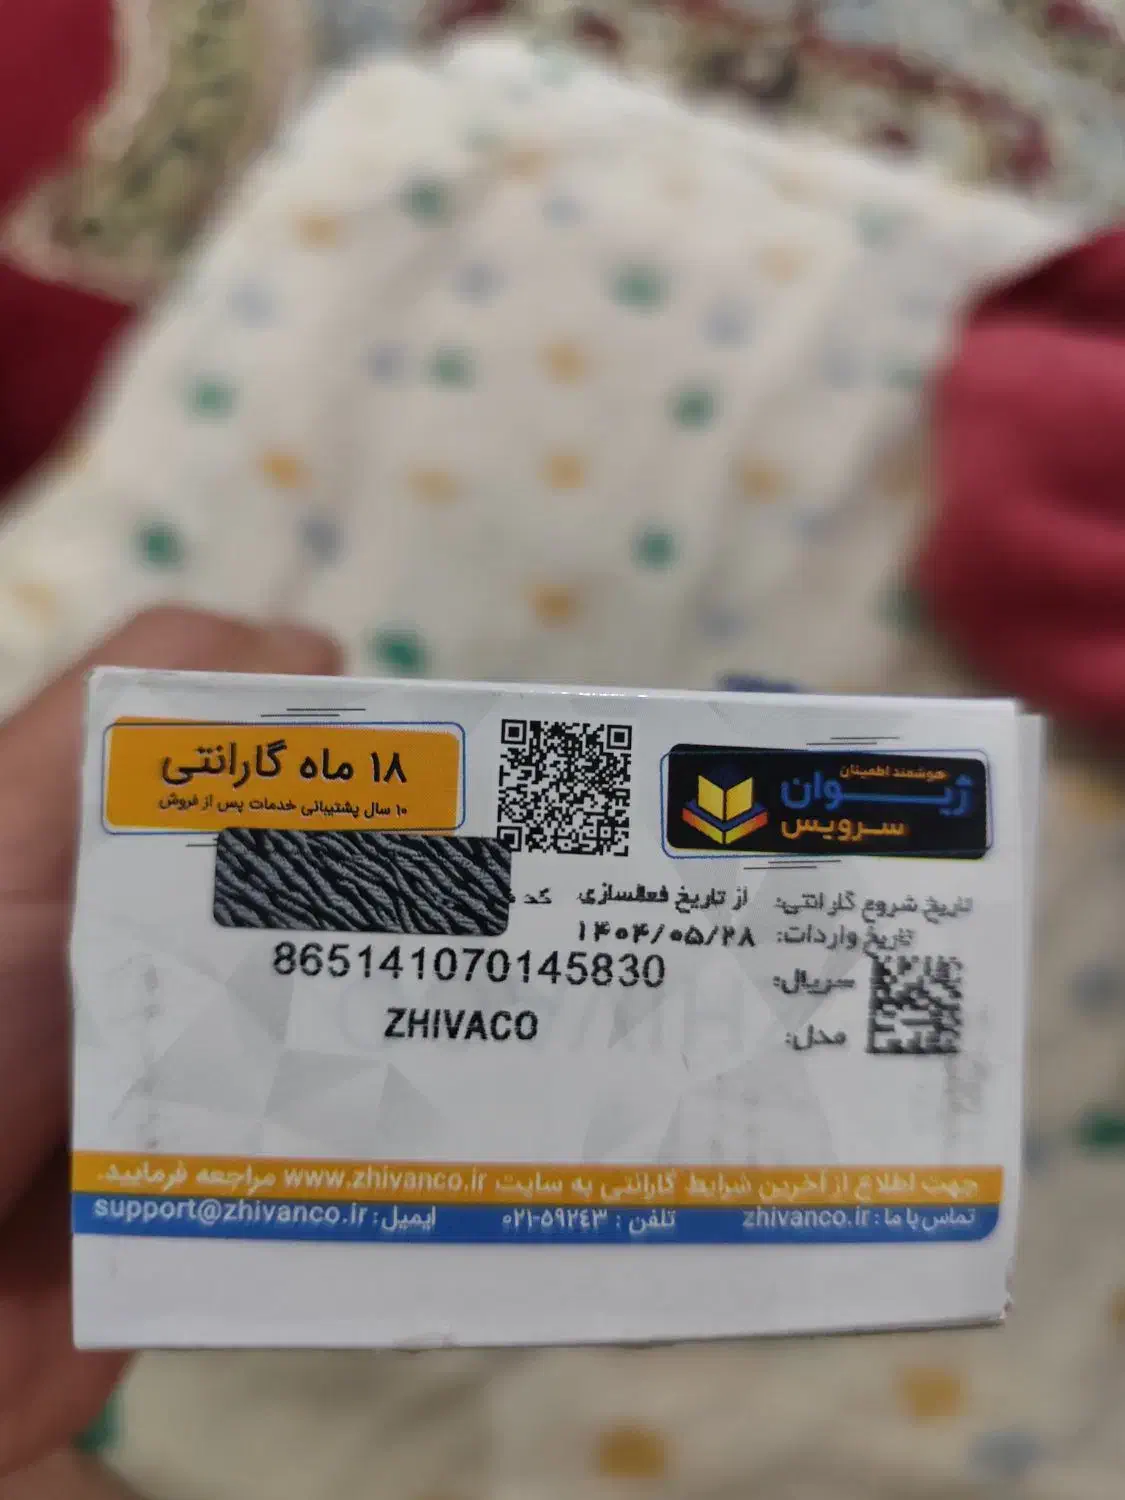 هوشمند اطمینان
ژیوان
سرویس
۱۸ ماه گارانتی
۱۰ سال پشتیبانی خدمات پس از فروش
تاریخ شروع گارانتی: از تاریخ فعالسازی
کد
تاریخ واردات: ۱۴۰۴/۰۵/۲۸
سریال: 865141070145830
مدل: ZHIVACO
جهت اطلاع از آخرین شرایط گارانتی به سایت www.zhivanco.ir مراجعه فرمایید.
تماس با ما: zhivanco.ir تلفن: ۰۲۱-۵۹۲۴۳ ایمیل: support@zhivanco.ir